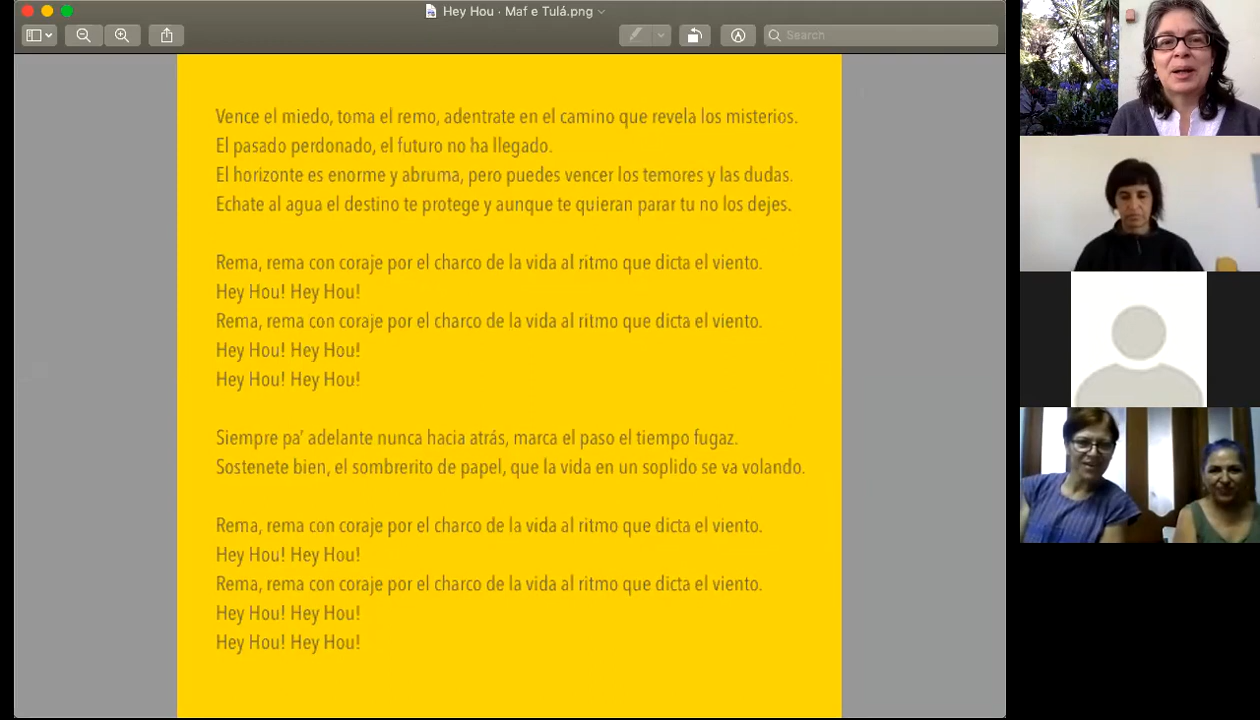 Hey Hou - Maf e Tulá.png
Search
Vence el miedo, toma el remo, adentrate en el camino que revela los misterios.
El pasado perdonado, el futuro no ha llegado.
El horizonte es enorme y abruma, pero puedes vencer los temores y las dudas.
Echate al agua el destino te protege y aunque te quieran parar tu no los dejes.
Rema, rema con coraje por el charco de la vida al ritmo que dicta el viento.
Hey Hou! Hey Hou!
Rema, rema con coraje por el charco de la vida al ritmo que dicta el viento.
Hey Hou! Hey Hou!
Hey Hou! Hey Hou!
Siempre pa' adelante nunca hacia atrás, marca el paso el tiempo fugaz.
Sostenete bien, el sombrerito de papel, que la vida en un soplido se va volando.
Rema, rema con coraje por el charco de la vida al ritmo que dicta el viento.
Hey Hou! Hey Hou!
Rema, rema con coraje por el charco de la vida al ritmo que dicta el viento.
Hey Hou! Hey Hou!
Hey Hou! Hey Hou!